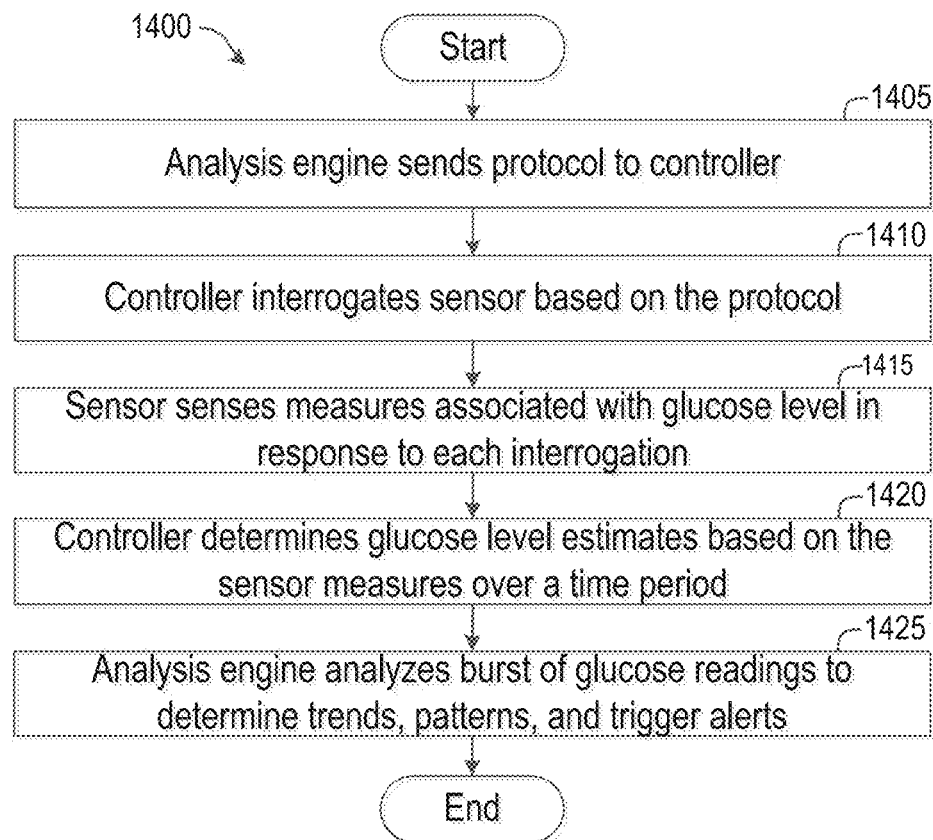 1400
Start
1405
Analysis engine sends protocol to controller
1410
Controller interrogates sensor based on the protocol
1415
Sensor senses measures associated with glucose level in
response to each interrogation
1420
Controller determines glucose level estimates based on the
sensor measures over a time period
1425
Analysis engine analyzes burst of glucose readings to
determine trends, patterns, and trigger alerts
End